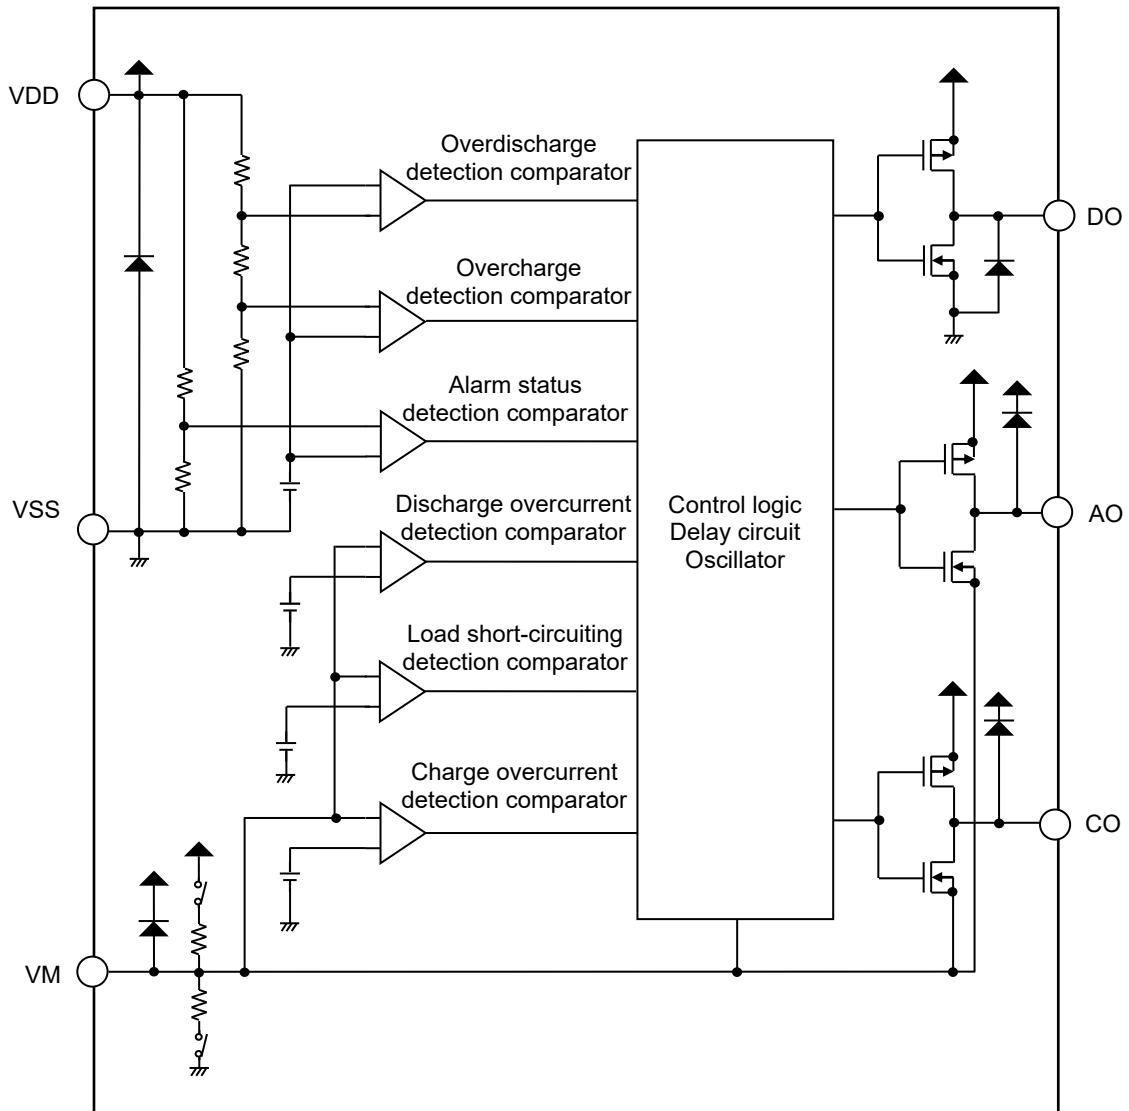 VDD
Overdischarge
detection comparator
DO
Overcharge
detection comparator
Alarm status
detection comparator
VSS
Discharge overcurrent
detection comparator
Control logic
Delay circuit
Oscillator
AO
Load short-circuiting
detection comparator
Charge overcurrent
detection comparator
CO
VM